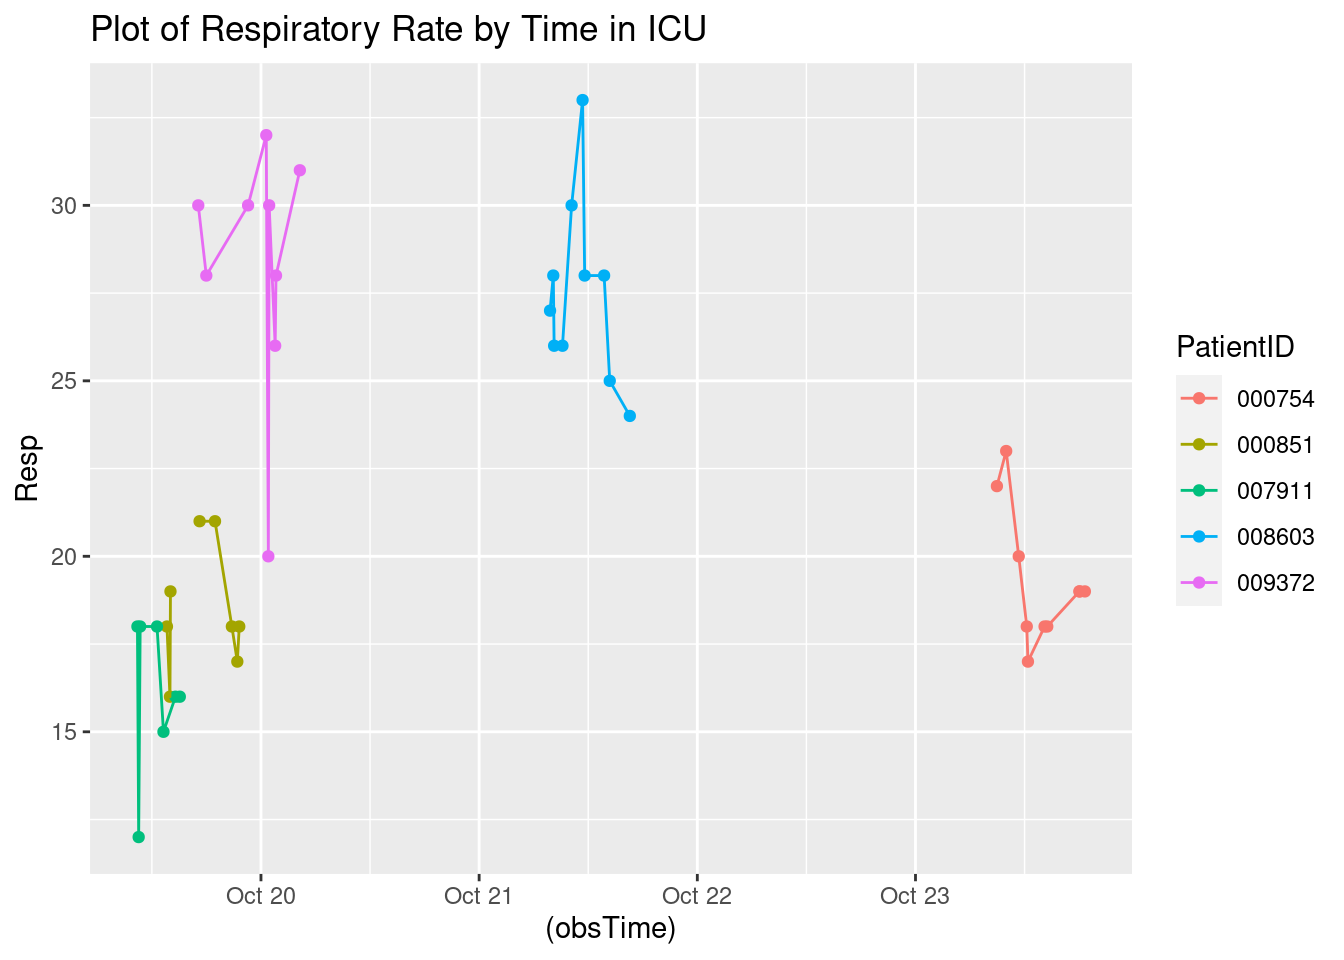 Plot of Respiratory Rate by Time in ICU
30
25
20
15
Resp
Oct 20
Oct 21
Oct 22
Oct 23
(obsTime)
PatientID
000754
000851
007911
008603
009372